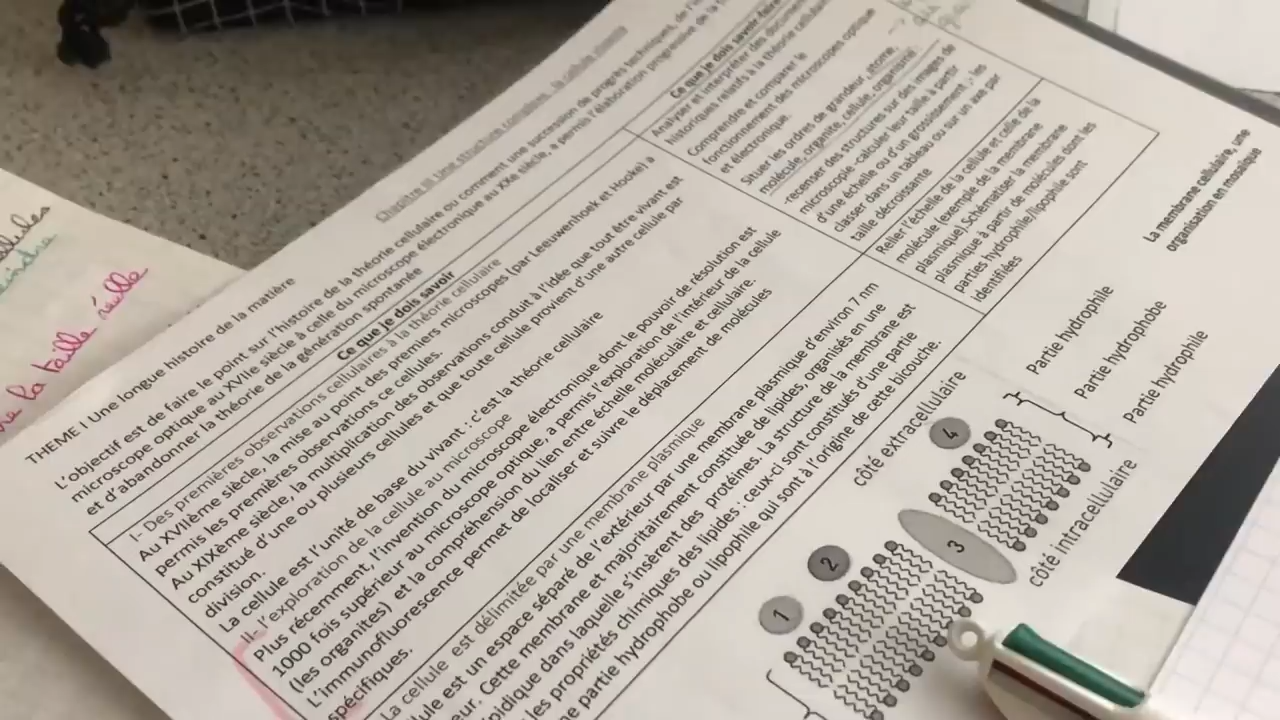 THEME I Une longue histoire de la matière
Chapitre III Une structure complexe : la cellule vivante
L'objectif est de faire le point sur l'histoire de la théorie cellulaire ou comment une succession de progrès techniques, de l'
microscope optique au XVIIe siècle à celle du microscope électronique au XXe siècle, a permis l'élaboration progressive de la
et d'abandonner la théorie de la génération spontanée
Ce que je dois savoir
I- Des premières observations cellulaires à la théorie cellulaire
Au XVIIème siècle, la mise au point des premiers microscopes (par Leeuwenhoek et Hooke) a
permis les premières observations de cellules.
Au XIXème siècle, la multiplication des observations conduit à l'idée que tout être vivant est
constitué d'une ou plusieurs cellules et que toute cellule provient d'une autre cellule par
division.
La cellule est l'unité de base du vivant : c'est la théorie cellulaire
II- l'exploration de la cellule au microscope
Plus récemment, l'invention du microscope électronique dont le pouvoir de résolution est
1000 fois supérieur au microscope optique, a permis l'exploration de l'intérieur de la cellule
(les organites) et la compréhension du lien entre échelle moléculaire et cellulaire.
L'immunofluorescence permet de localiser et suivre le déplacement de molécules
spécifiques.
La cellule est délimitée par une membrane plasmique
lule est un espace séparé de l'extérieur par une membrane plasmique d'environ 7 nm
eur. Cette membrane est majoritairement constituée de lipides, organisés en une
ipidique dans laquelle s'insèrent des protéines. La structure de la membrane est
les propriétés chimiques des lipides : ceux-ci sont constitués d'une partie
ne partie hydrophobe ou lipophile qui sont à l'origine de cette bicouche.
Ce que je dois savoir-faire
Analyser et interpréter des documents
historiques relatifs à la théorie cellulaire
Comprendre et comparer le
fonctionnement des microscopes optique
et électronique.
Situer les ordres de grandeur : atome,
molécule, organite, cellule, organisme.
-recenser des structures sur des images de
microscopie -calculer leur taille à partir
d'une échelle ou d'un grossissement ; - les
classer dans un tableau ou sur un axe par
taille décroissante
Relier l'échelle de la cellule et celle de la
molécule (exemple de la membrane
plasmique).Schématiser la membrane
plasmique à partir de molécules dont les
parties hydrophile/lipophile sont
identifiées
La membrane cellulaire, une
organisation en mosaïque
côté extracellulaire
Partie hydrophile
Partie hydrophobe
Partie hydrophile
côté intracellulaire
1
2
3
4
la taille réelle